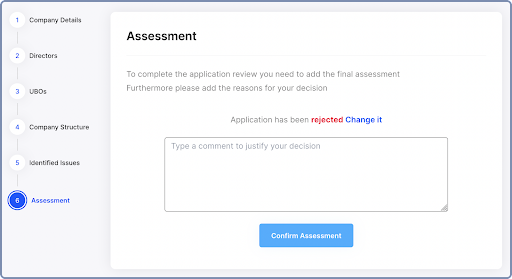 1 Company Details
2 Directors
3 UBOs
4 Company Structure
5 Identified Issues
6 Assessment
Assessment
To complete the application review you need to add the final assessment
Furthermore please add the reasons for your decision
Application has been rejected Change it
Type a comment to justify your decision
Confirm Assessment